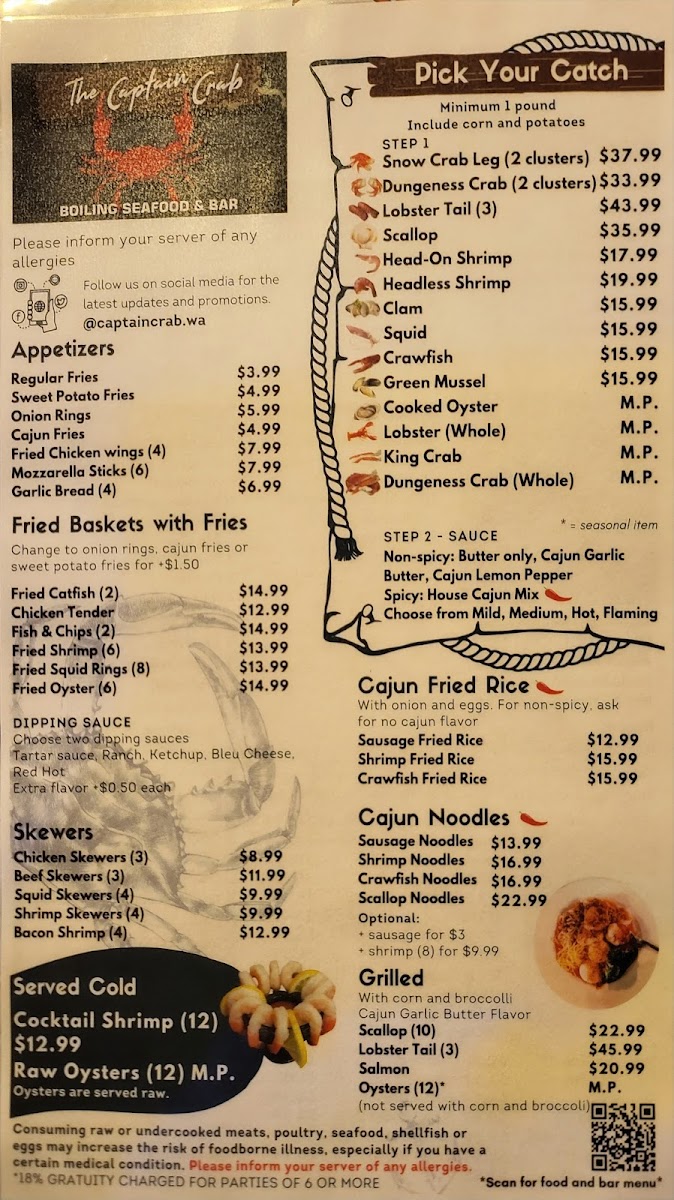 The Captain Crab
BOILING SEAFOOD & BAR
Please inform your server of any
allergies
Follow us on social media for the
latest updates and promotions.
@captaincrab.wa
Appetizers
Regular Fries $3.99
Sweet Potato Fries $4.99
Onion Rings $5.99
Cajun Fries $4.99
Fried Chicken wings (4) $7.99
Mozzarella Sticks (6) $7.99
Garlic Bread (4) $6.99
Fried Baskets with Fries
Change to onion rings, cajun fries or
sweet potato fries for +$1.50
Fried Catfish (2) $14.99
Chicken Tender $12.99
Fish & Chips (2) $14.99
Fried Shrimp (6) $13.99
Fried Squid Rings (8) $13.99
Fried Oyster (6) $14.99
DIPPING SAUCE
Choose two dipping sauces
Tartar sauce, Ranch, Ketchup, Bleu Cheese,
Red Hot
Extra flavor +$0.50 each
Skewers
Chicken Skewers (3) $8.99
Beef Skewers (3) $11.99
Squid Skewers (4) $9.99
Shrimp Skewers (4) $9.99
Bacon Shrimp (4) $12.99
Served Cold
Cocktail Shrimp (12)
$12.99
Raw Oysters (12) M.P.
Oysters are served raw.
Pick Your Catch
Minimum 1 pound
Include corn and potatoes
STEP 1
Snow Crab Leg (2 clusters) $37.99
Dungeness Crab (2 clusters) $33.99
Lobster Tail (3) $43.99
Scallop $35.99
Head-On Shrimp $17.99
Headless Shrimp $19.99
Clam $15.99
Squid $15.99
Crawfish $15.99
Green Mussel $15.99
Cooked Oyster M.P.
Lobster (Whole) M.P.
King Crab M.P.
Dungeness Crab (Whole) M.P.
* = seasonal item
STEP 2 - SAUCE
Non-spicy: Butter only, Cajun Garlic
Butter, Cajun Lemon Pepper
Spicy: House Cajun Mix
Choose from Mild, Medium, Hot, Flaming
Cajun Fried Rice
With onion and eggs. For non-spicy, ask
for no cajun flavor
Sausage Fried Rice $12.99
Shrimp Fried Rice $15.99
Crawfish Fried Rice $15.99
Cajun Noodles
Sausage Noodles $13.99
Shrimp Noodles $16.99
Crawfish Noodles $16.99
Scallop Noodles $22.99
Optional:
+ sausage for $3
+ shrimp (8) for $9.99
Grilled
With corn and broccolli
Cajun Garlic Butter Flavor
Scallop (10) $22.99
Lobster Tail (3) $45.99
Salmon $20.99
Oysters (12)* M.P.
(not served with corn and broccoli)
Consuming raw or undercooked meats, poultry, seafood, shellfish or
eggs may increase the risk of foodborne illness, especially if you have a
certain medical condition. Please inform your server of any allergies.
*18% GRATUITY CHARGED FOR PARTIES OF 6 OR MORE
*Scan for food and bar menu*